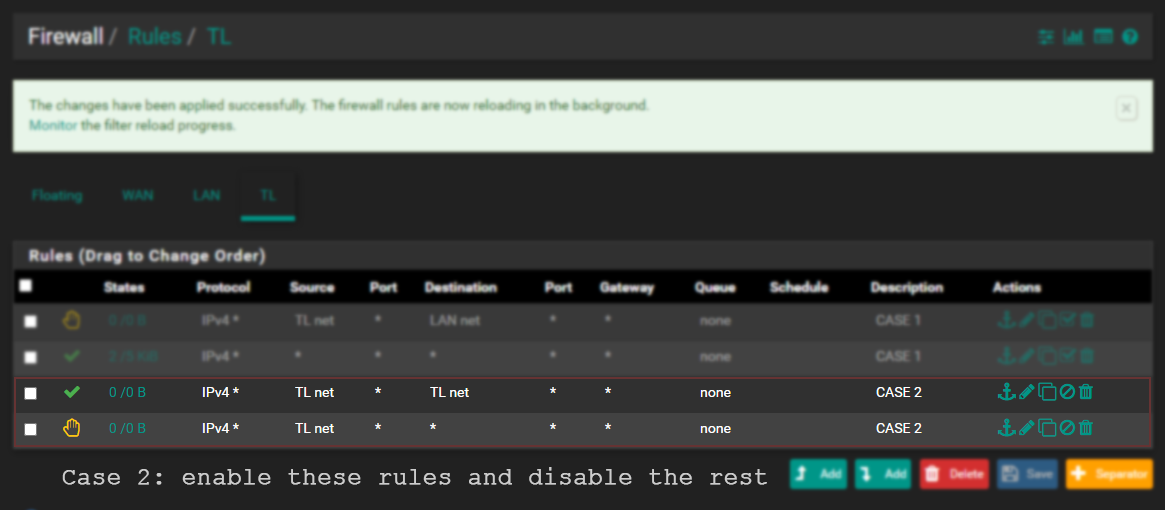 Firewall / Rules / TL
The changes have been applied successfully. The firewall rules are now reloading in the background.
Monitor the filter reload progress.
Floating WAN LAN TL
Rules (Drag to Change Order)
States Protocol Source Port Destination Port Gateway Queue Schedule Description Actions
0 /0 B IPv4 * TL net * LAN net * * none CASE 1
2 /5 KiB IPv4 * * * * * * none CASE 1
0 /0 B IPv4 * TL net * TL net * * none CASE 2
0 /0 B IPv4 * TL net * * * * none CASE 2
Case 2: enable these rules and disable the rest
Add Add Delete Save Separator